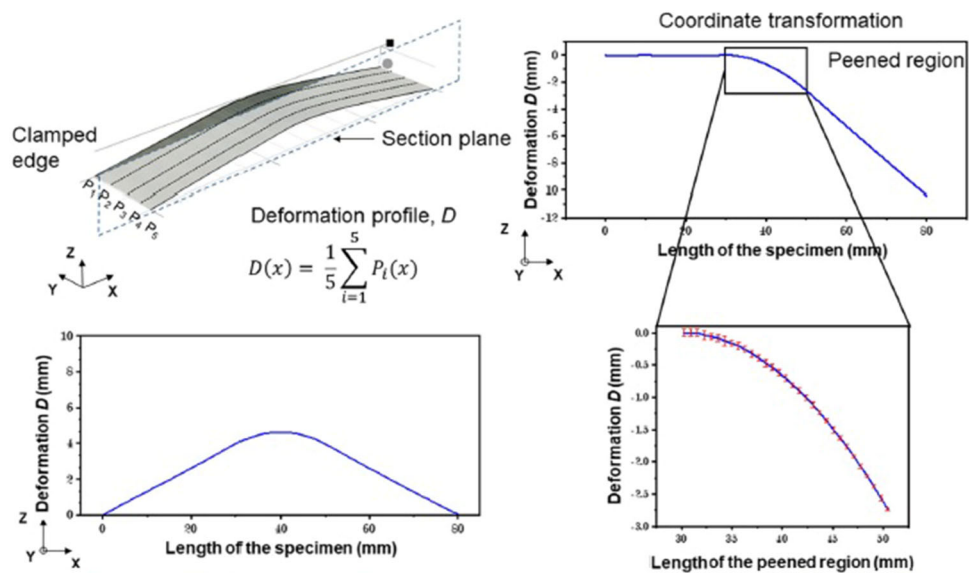 Coordinate transformation
Clamped
edge
P1 P2 P3 P4 P5
Section plane
Deformation profile, D
D(x) = 1/5 ∑ i=1 5 Pi(x)
Z
Y
X
Peened region
Deformation D (mm)
0
-2
-4
-6
-8
10
-12
0
20
40
60
80
Length of the specimen (mm)
Z
Y
X
Deformation D (mm)
10
8
6
4
2
0
0
20
40
60
80
Length of the specimen (mm)
Z
Y
X
Deformation D (mm)
0.0
-0.5
-1.0
-1.5
-2.0
-2.5
-3.0
30
35
40
45
50
Length of the peened region (mm)